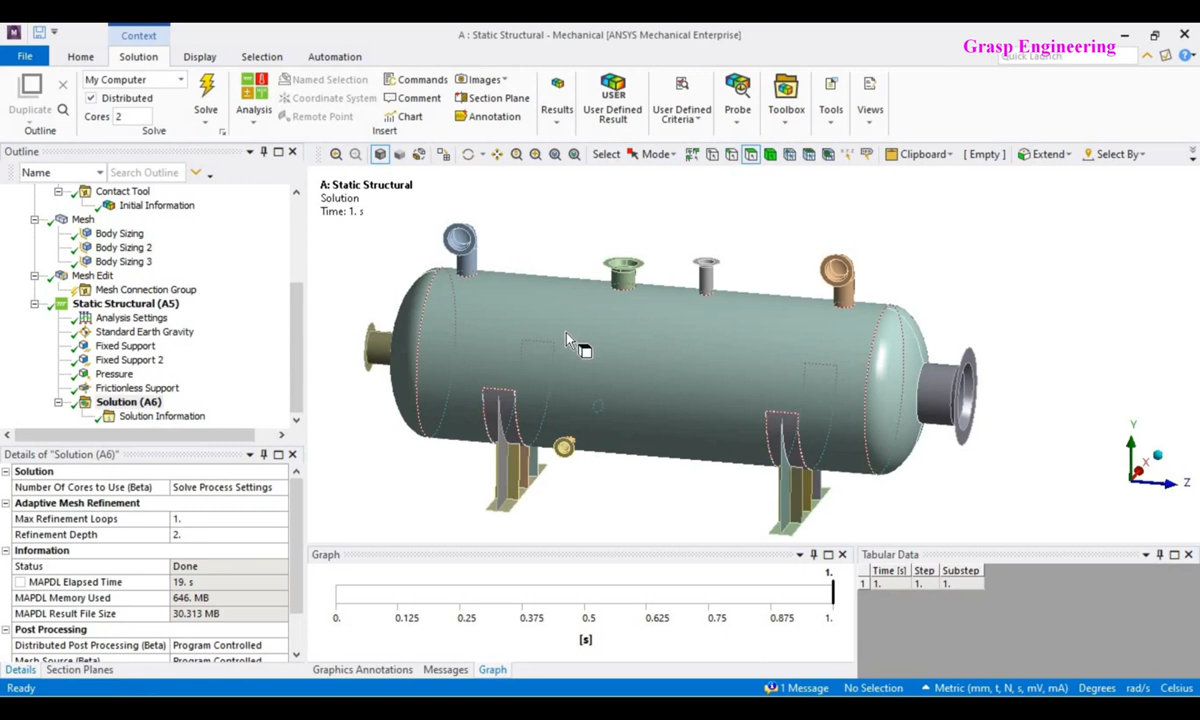 Context
A : Static Structural - Mechanical [ANSYS Mechanical Enterprise]
Grasp Engineering
File Home Solution Display Selection Automation
Quick Launch
Duplicate
Outline
My Computer
Distributed
Cores 2
Solve
Solve
Analysis
Named Selection
Coordinate System
Remote Point
Commands
Comment
Chart
Images
Section Plane
Annotation
Insert
Results
USER
User Defined Result
User Defined Criteria
Probe
Toolbox
Tools
Views
Outline
Name Search Outline
Select Mode Clipboard [ Empty ] Extend Select By
Contact Tool
Initial Information
Mesh
Body Sizing
Body Sizing 2
Body Sizing 3
Mesh Edit
Mesh Connection Group
Static Structural (A5)
Analysis Settings
Standard Earth Gravity
Fixed Support
Fixed Support 2
Pressure
Frictionless Support
Solution (A6)
Solution Information
A: Static Structural
Solution
Time: 1. s
Y
X
Z
Details of "Solution (A6)"
Solution
Number Of Cores to Use (Beta) Solve Process Settings
Adaptive Mesh Refinement
Max Refinement Loops 1.
Refinement Depth 2.
Information
Status Done
MAPDL Elapsed Time 19. s
MAPDL Memory Used 646. MB
MAPDL Result File Size 30.313 MB
Post Processing
Distributed Post Processing (Beta) Program Controlled
Mesh Source (Beta) Program Controlled
Details Section Planes
Graph
1.
0. 0.125 0.25 0.375 0.5 0.625 0.75 0.875 1.
[s]
Graphics Annotations Messages Graph
Tabular Data
Time [s] Step Substep
1 1. 1. 1.
Ready
1 Message No Selection Metric (mm, t, N, s, mV, mA) Degrees rad/s Celsius